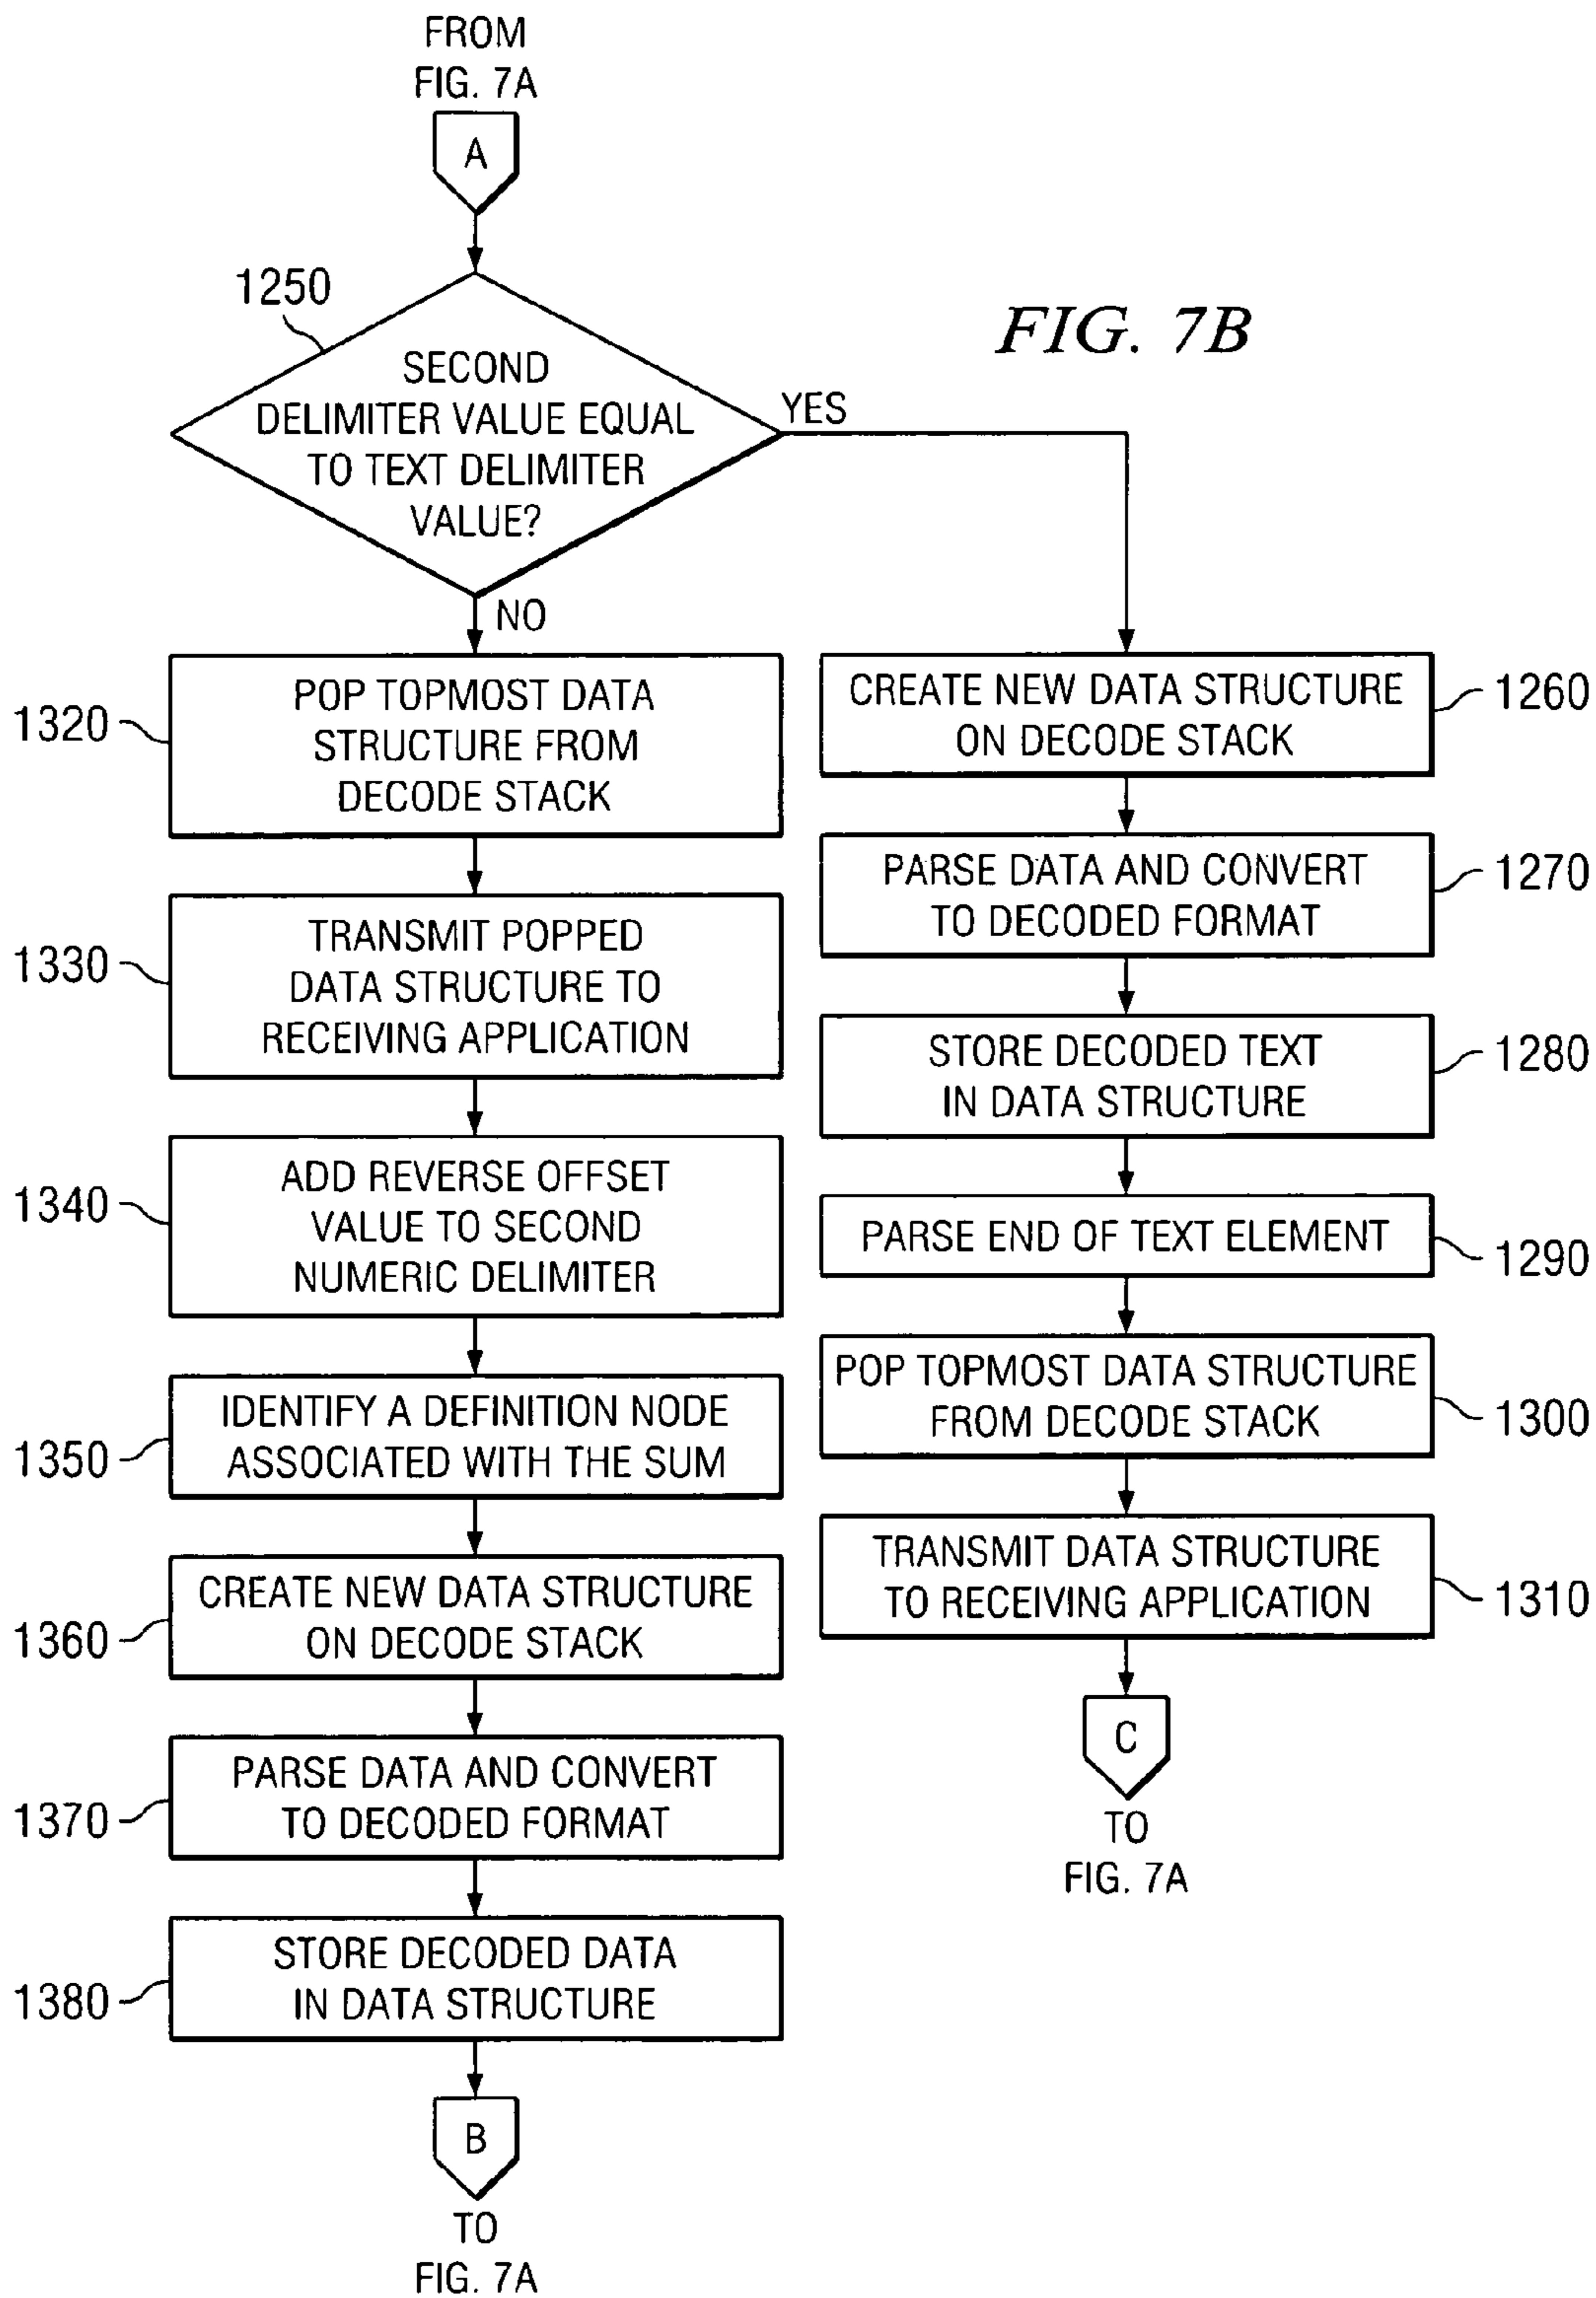 FROM
FIG. 7A
A
1250
FIG. 7B
SECOND
DELIMITER VALUE EQUAL
TO TEXT DELIMITER
VALUE?
YES
NO
1320
POP TOPMOST DATA
STRUCTURE FROM
DECODE STACK
1330
TRANSMIT POPPED
DATA STRUCTURE TO
RECEIVING APPLICATION
1340
ADD REVERSE OFFSET
VALUE TO SECOND
NUMERIC DELIMITER
1350
IDENTIFY A DEFINITION NODE
ASSOCIATED WITH THE SUM
1360
CREATE NEW DATA STRUCTURE
ON DECODE STACK
1370
PARSE DATA AND CONVERT
TO DECODED FORMAT
1380
STORE DECODED DATA
IN DATA STRUCTURE
B
TO
FIG. 7A
CREATE NEW DATA STRUCTURE
ON DECODE STACK
1260
PARSE DATA AND CONVERT
TO DECODED FORMAT
1270
STORE DECODED TEXT
IN DATA STRUCTURE
1280
PARSE END OF TEXT ELEMENT
1290
POP TOPMOST DATA STRUCTURE
FROM DECODE STACK
1300
TRANSMIT DATA STRUCTURE
TO RECEIVING APPLICATION
1310
C
TO
FIG. 7A